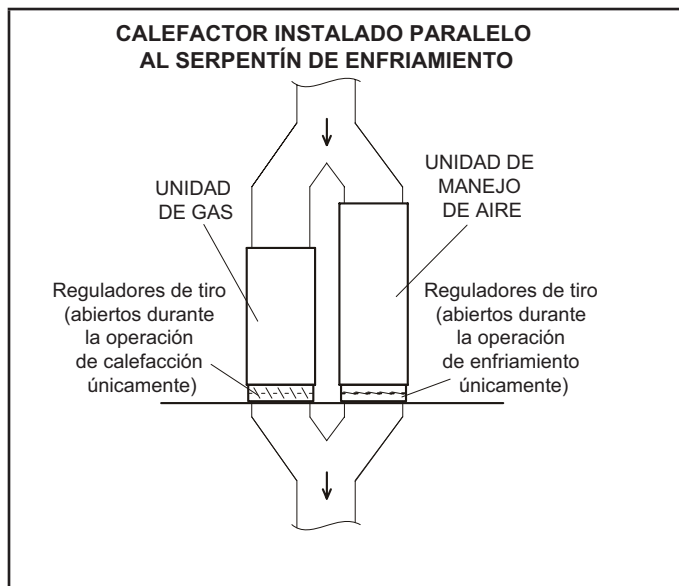 CALEFACTOR INSTALADO PARALELO
AL SERPENTÍN DE ENFRIAMIENTO
UNIDAD
DE GAS
UNIDAD DE
MANEJO
DE AIRE
Reguladores de tiro
(abiertos durante
la operación
de calefacción
únicamente)
Reguladores de tiro
(abiertos durante
la operación
de enfriamiento
únicamente)